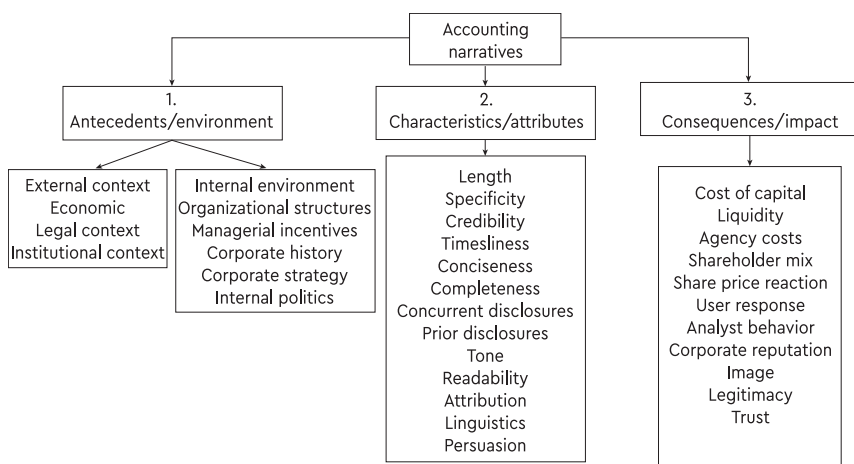 Accounting
narratives
1.
Antecedents/environment
2.
Characteristics/attributes
3.
Consequences/impact
External context
Economic
Legal context
Institutional context
Internal environment
Organizational structures
Managerial incentives
Corporate history
Corporate strategy
Internal politics
Length
Specificity
Credibility
Timesliness
Conciseness
Completeness
Concurrent disclosures
Prior disclosures
Tone
Readability
Attribution
Linguistics
Persuasion
Cost of capital
Liquidity
Agency costs
Shareholder mix
Share price reaction
User response
Analyst behavior
Corporate reputation
Image
Legitimacy
Trust